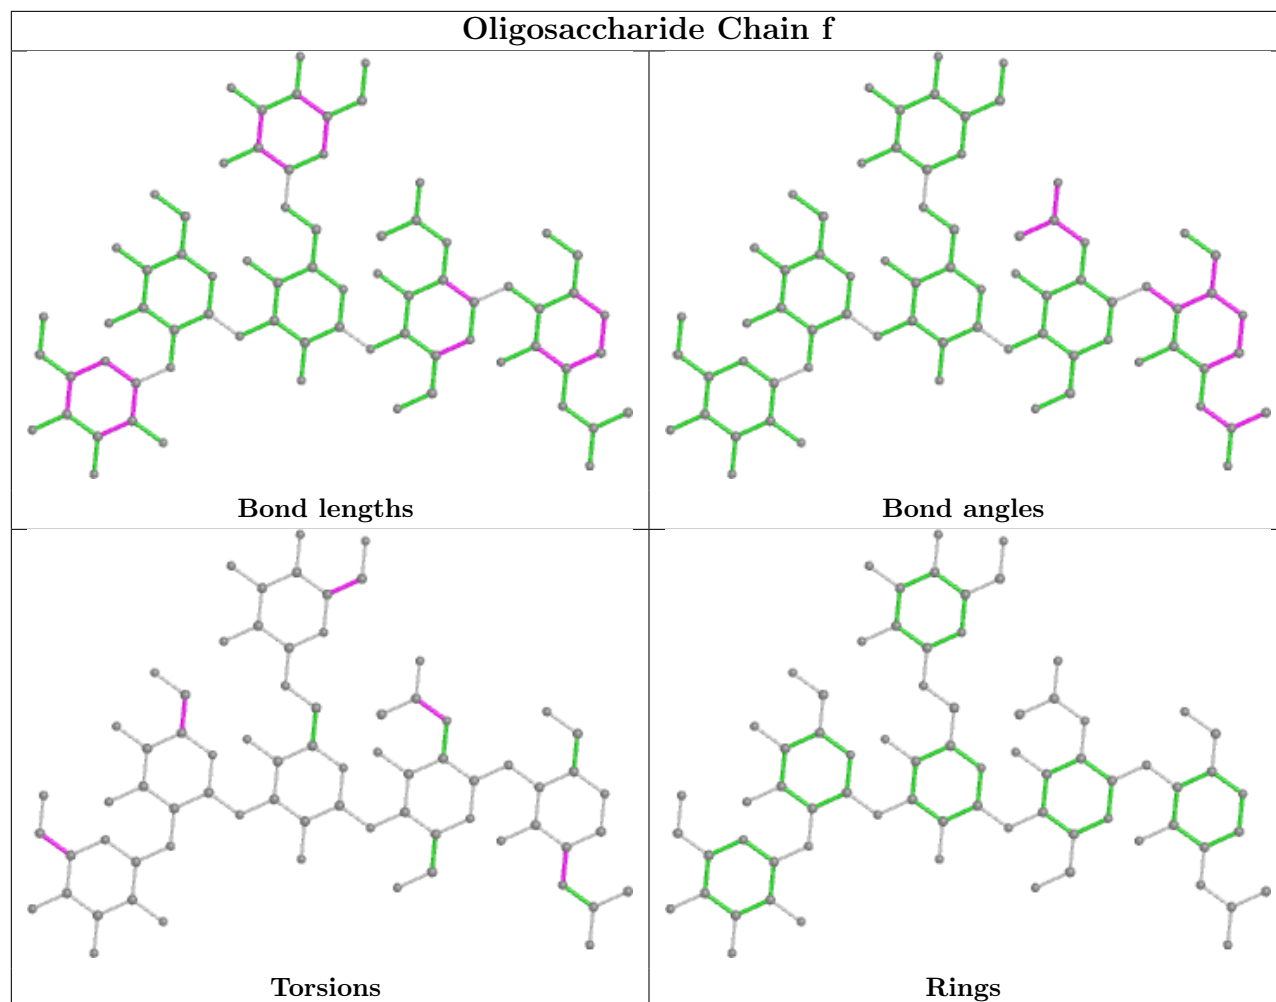 Oligosaccharide Chain f
Bond lengths
Bond angles
Torsions
Rings